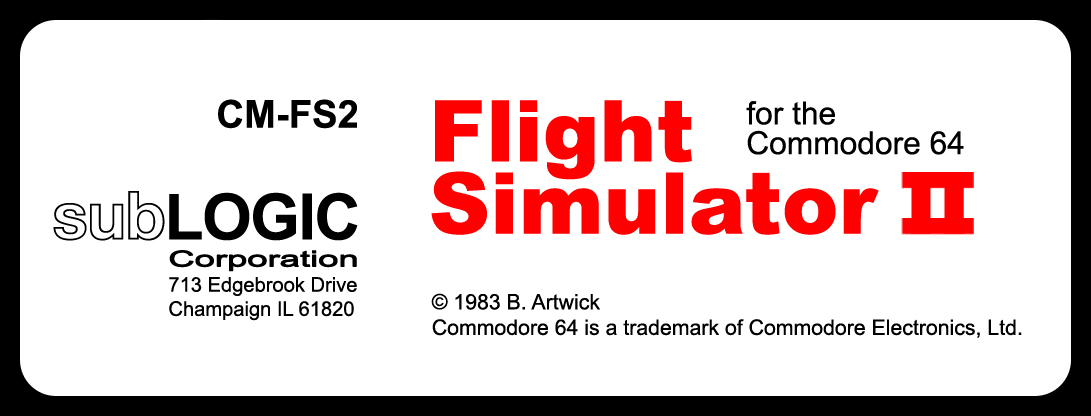 CM-FS2
subLOGIC
Corporation
713 Edgebrook Drive
Champaign IL 61820
Flight
Simulator II
for the
Commodore 64
© 1983 B. Artwick
Commodore 64 is a trademark of Commodore Electronics, Ltd.